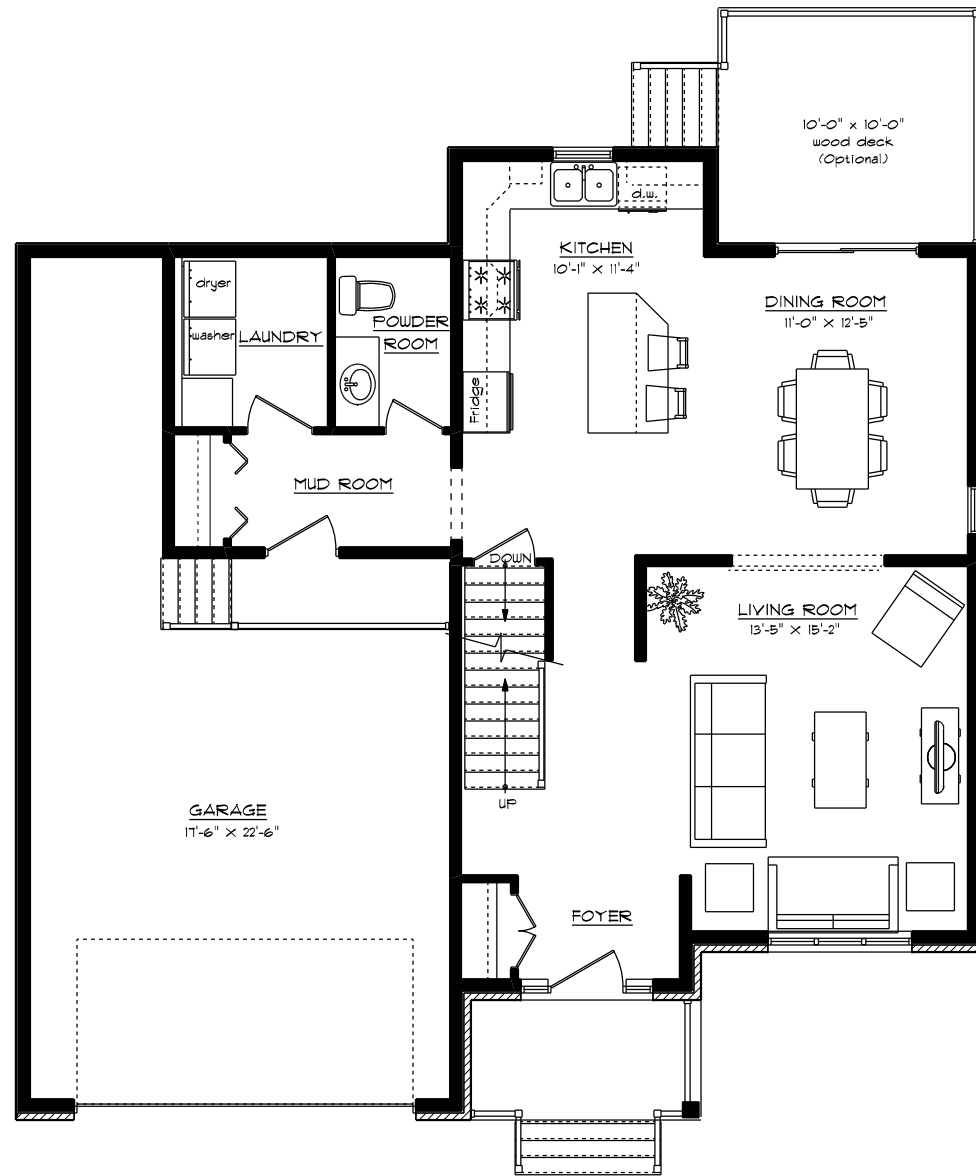 10'-0" x 10'-0"
wood deck
(Optional)
d.w.
KITCHEN
10'-1" X 11'-4"
dryer
washer
LAUNDRY
POWDER
ROOM
DINING ROOM
11'-0" X 12'-5"
Fridge
MUD ROOM
DOWN
LIVING ROOM
13'-5" X 15'-2"
UP
GARAGE
17'-6" X 22'-6"
FOYER